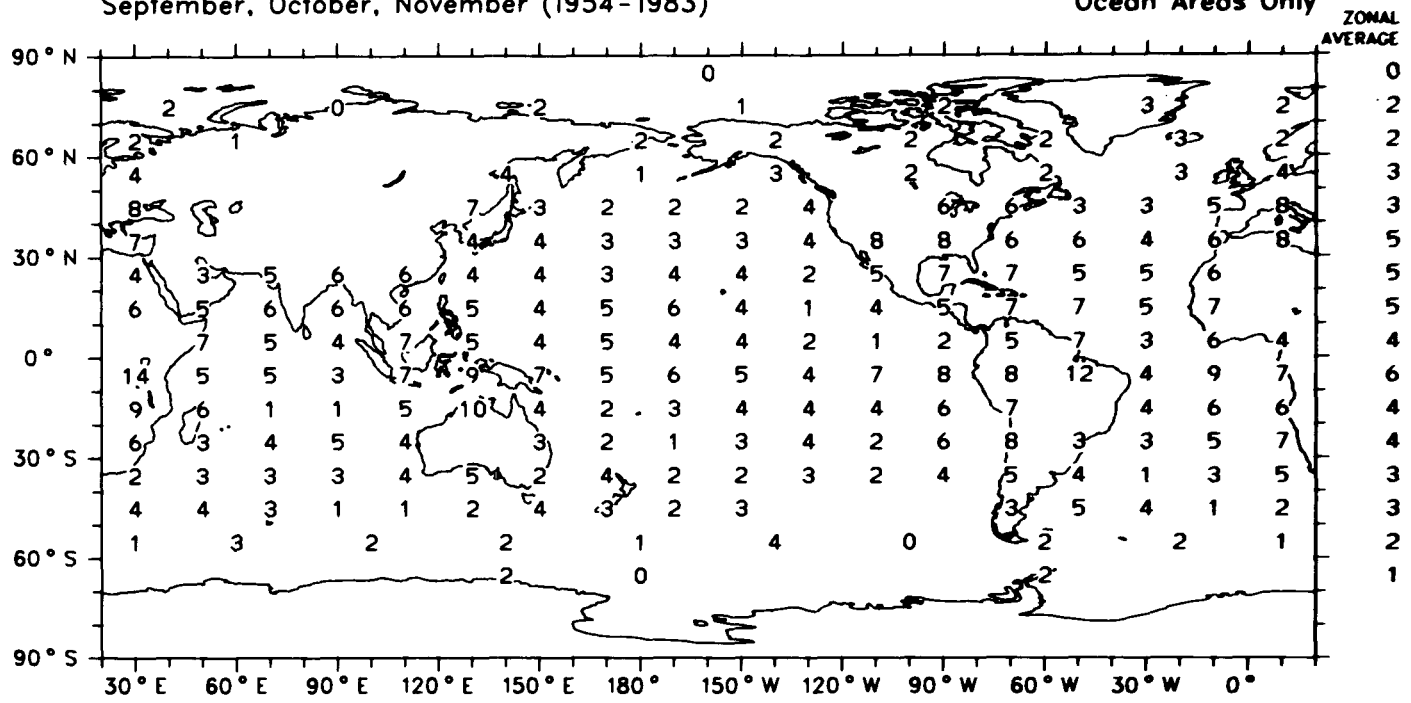 September, October, November (1954-1983) Ocean Areas Only
ZONAL
AVERAGE
90° N
0 0
2 0 2 1 2 3 2 2
2 1 2 2 2 2 3 2 2
60° N
4 4 1 3 2 2 3 4 3
8 7 3 2 2 2 4 6 6 3 3 5 8 3
7 4 4 3 3 3 4 8 8 6 6 4 6 8 5
30° N
4 3 5 6 6 4 4 3 4 4 2 5 7 7 5 5 6 5
6 5 6 6 6 5 4 5 6 4 1 4 5 7 7 5 7 5
7 5 4 7 5 4 5 4 4 2 1 2 5 7 3 6 4 4
0°
14 5 5 3 7 9 7 5 6 5 4 7 8 8 12 4 9 7 6
9 6 1 1 5 10 4 2 3 4 4 4 6 7 4 6 6 4
6 3 4 5 4 3 2 1 3 4 2 6 8 3 3 5 7 4
30° S
2 3 3 3 4 5 2 4 2 2 3 2 4 5 4 1 3 5 3
4 4 3 1 1 2 4 3 2 3 3 5 4 1 2 3
1 3 2 2 1 4 0 2 2 1 2
60° S
2 0 2 1
90° S
30° E 60° E 90° E 120° E 150° E 180° 150° W 120° W 90° W 60° W 30° W 0°